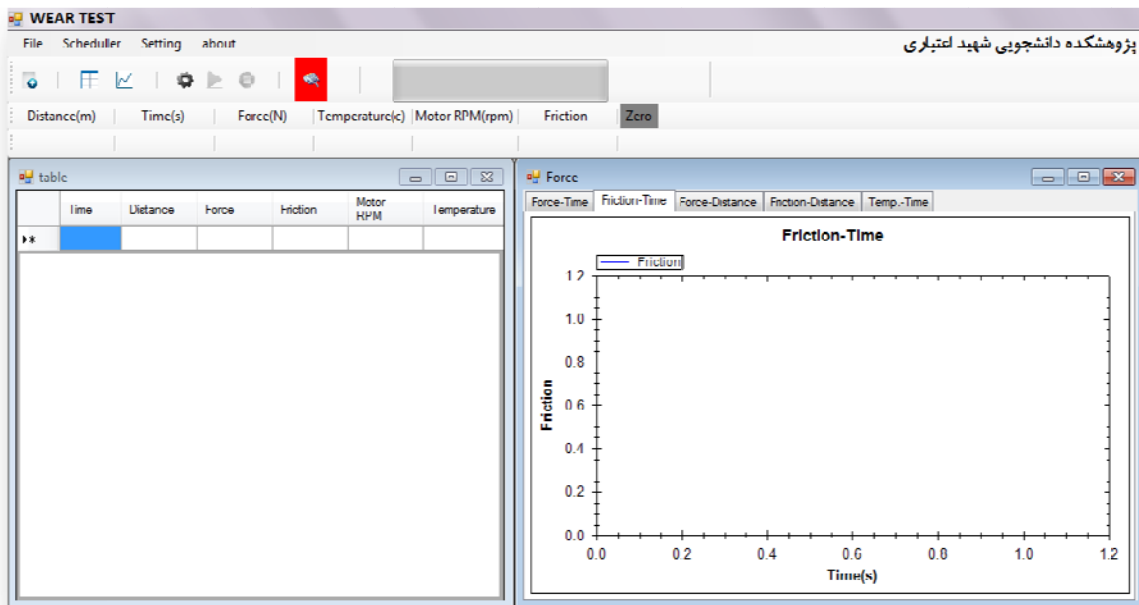 WEAR TEST
File Scheduller Setting about
پژوهشکده دانشجویی شهید اعتباری
Distance(m) Time(s) Force(N) Temperature(c) Motor RPM(rpm) Friction Zero
table
Time Distance Force Friction Motor RPM Temperature
Force
Force-Time Friction-Time Force-Distance Friction-Distance Temp.-Time
Friction-Time
Friction
1.2
1.0
0.8
0.6
0.4
0.2
0.0
Friction
0.0 0.2 0.4 0.6 0.8 1.0 1.2
Time(s)